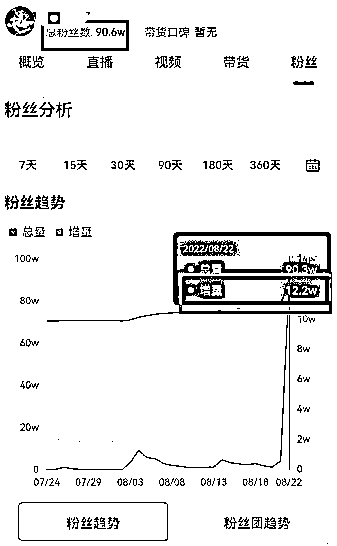 总粉丝数 90.6w 带货口碑 暂无
概览 直播 视频 带货 粉丝
粉丝分析
7天 15天 30天 90天 180天 360天
粉丝趋势
总量 增量
2022/08/22
总量 90.3w
增量 12.2w
100w
80w
60w
40w
20w
0
10w
8w
6w
4w
2w
0
07/24 07/29 08/03 08/08 08/13 08/18 08/22
粉丝趋势 粉丝团趋势